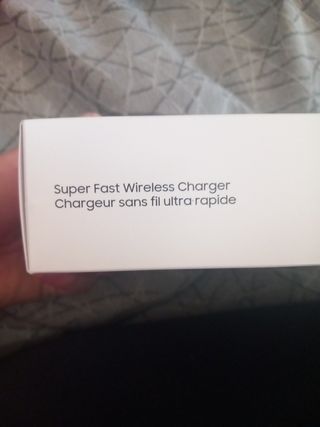 Super Fast Wireless Charger
Chargeur sans fil ultra-rapide